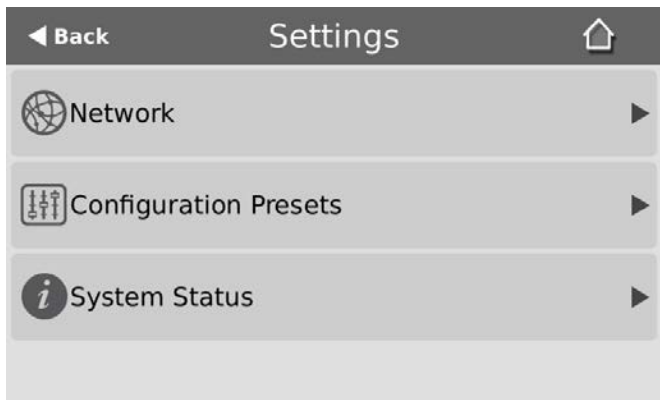 Back
Settings
Network
Configuration Presets
System Status